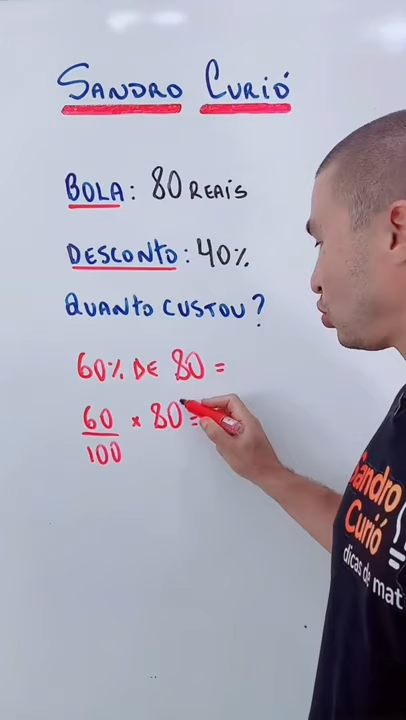 SANDRO CURIÓ
BOLA: 80 REAIS
DESCONTO: 40%
QUANTO CUSTOU?
60% DE 80 =
60
100
× 80 =
Sandro
Curió
dicas de mat